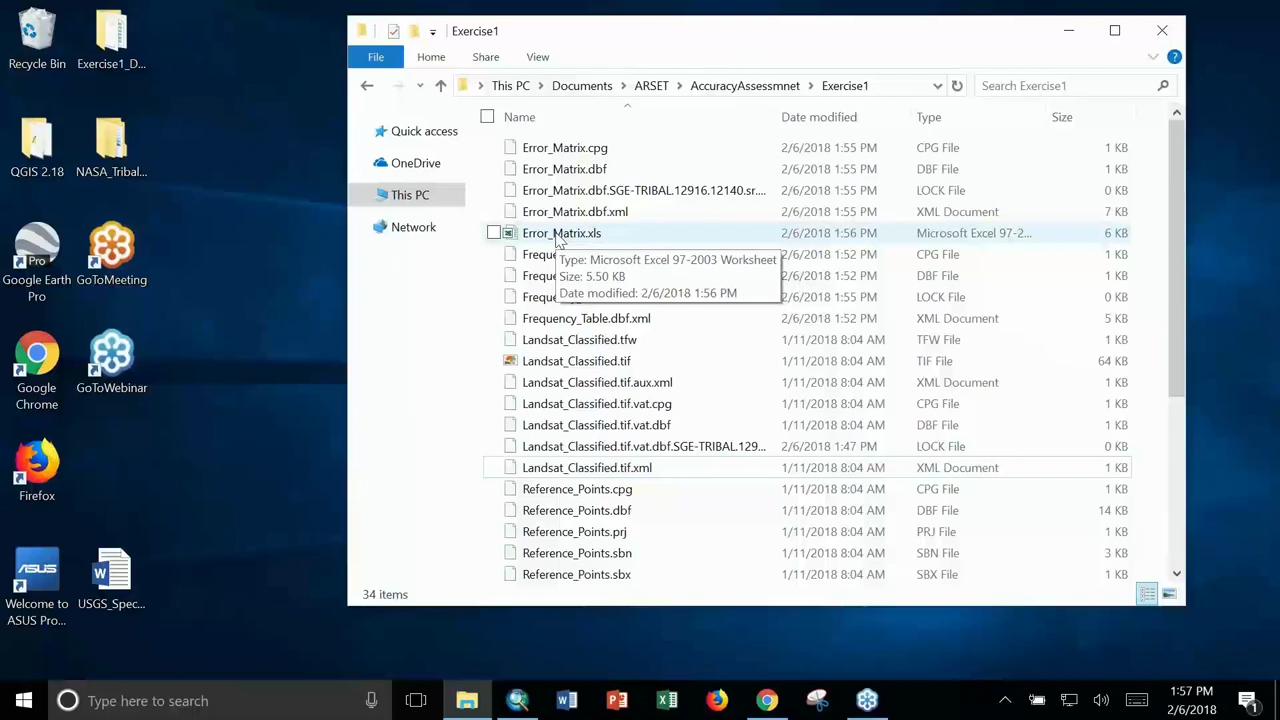 Recycle Bin
Exercise1_D...
QGIS 2.18
NASA_Tribal...
Google Earth
Pro
GoToMeeting
Google
Chrome
GoToWebinar
Firefox
Welcome to
ASUS Pro...
USGS_Spec...
Exercise1
File Home Share View
This PC Documents ARSET AccuracyAssessmnet Exercise1 Search Exercise1
Quick access
OneDrive
This PC
Network
Name Date modified Type Size
Error_Matrix.cpg 2/6/2018 1:55 PM CPG File 1 KB
Error_Matrix.dbf 2/6/2018 1:55 PM DBF File 1 KB
Error_Matrix.dbf.SGE-TRIBAL.12916.12140.sr.... 2/6/2018 1:55 PM LOCK File 0 KB
Error_Matrix.dbf.xml 2/6/2018 1:55 PM XML Document 7 KB
Error_Matrix.xls 2/6/2018 1:56 PM Microsoft Excel 97-2... 6 KB
Freque 2/6/2018 1:52 PM CPG File 1 KB
Freque 2/6/2018 1:52 PM DBF File 1 KB
Freque 2/6/2018 1:55 PM LOCK File 0 KB
Type: Microsoft Excel 97-2003 Worksheet
Size: 5.50 KB
Date modified: 2/6/2018 1:56 PM
Frequency_Table.dbf.xml 2/6/2018 1:52 PM XML Document 5 KB
Landsat_Classified.tfw 1/11/2018 8:04 AM TFW File 1 KB
Landsat_Classified.tif 1/11/2018 8:04 AM TIF File 64 KB
Landsat_Classified.tif.aux.xml 1/11/2018 8:04 AM XML Document 1 KB
Landsat_Classified.tif.vat.cpg 1/11/2018 8:04 AM CPG File 1 KB
Landsat_Classified.tif.vat.dbf 1/11/2018 8:04 AM DBF File 1 KB
Landsat_Classified.tif.vat.dbf.SGE-TRIBAL.129... 2/6/2018 1:47 PM LOCK File 0 KB
Landsat_Classified.tif.xml 1/11/2018 8:04 AM XML Document 1 KB
Reference_Points.cpg 1/11/2018 8:04 AM CPG File 1 KB
Reference_Points.dbf 1/11/2018 8:04 AM DBF File 14 KB
Reference_Points.prj 1/11/2018 8:04 AM PRJ File 1 KB
Reference_Points.sbn 1/11/2018 8:04 AM SBN File 3 KB
Reference_Points.sbx 1/11/2018 8:04 AM SBX File 1 KB
34 items
Type here to search
1:57 PM
2/6/2018
1